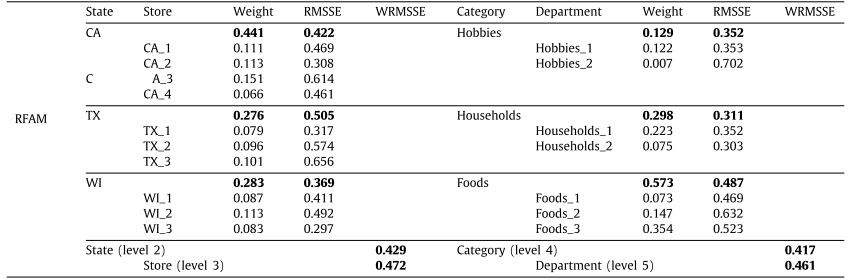 State Store Weight RMSSE WRMSSE Category Department Weight RMSSE WRMSSE
CA 0.441 0.422 Hobbies 0.129 0.352
CA_1 0.111 0.469 Hobbies_1 0.122 0.353
CA_2 0.113 0.308 Hobbies_2 0.007 0.702
C A_3 0.151 0.614
CA_4 0.066 0.461
RFAM
TX 0.276 0.505 Households 0.298 0.311
TX_1 0.079 0.317 Households_1 0.223 0.352
TX_2 0.096 0.574 Households_2 0.075 0.303
TX_3 0.101 0.656
WI 0.283 0.369 Foods 0.573 0.487
WI_1 0.087 0.411 Foods_1 0.073 0.469
WI_2 0.113 0.492 Foods_2 0.147 0.632
WI_3 0.083 0.297 Foods_3 0.354 0.523
State (level 2) 0.429 Category (level 4) 0.417
Store (level 3) 0.472 Department (level 5) 0.461